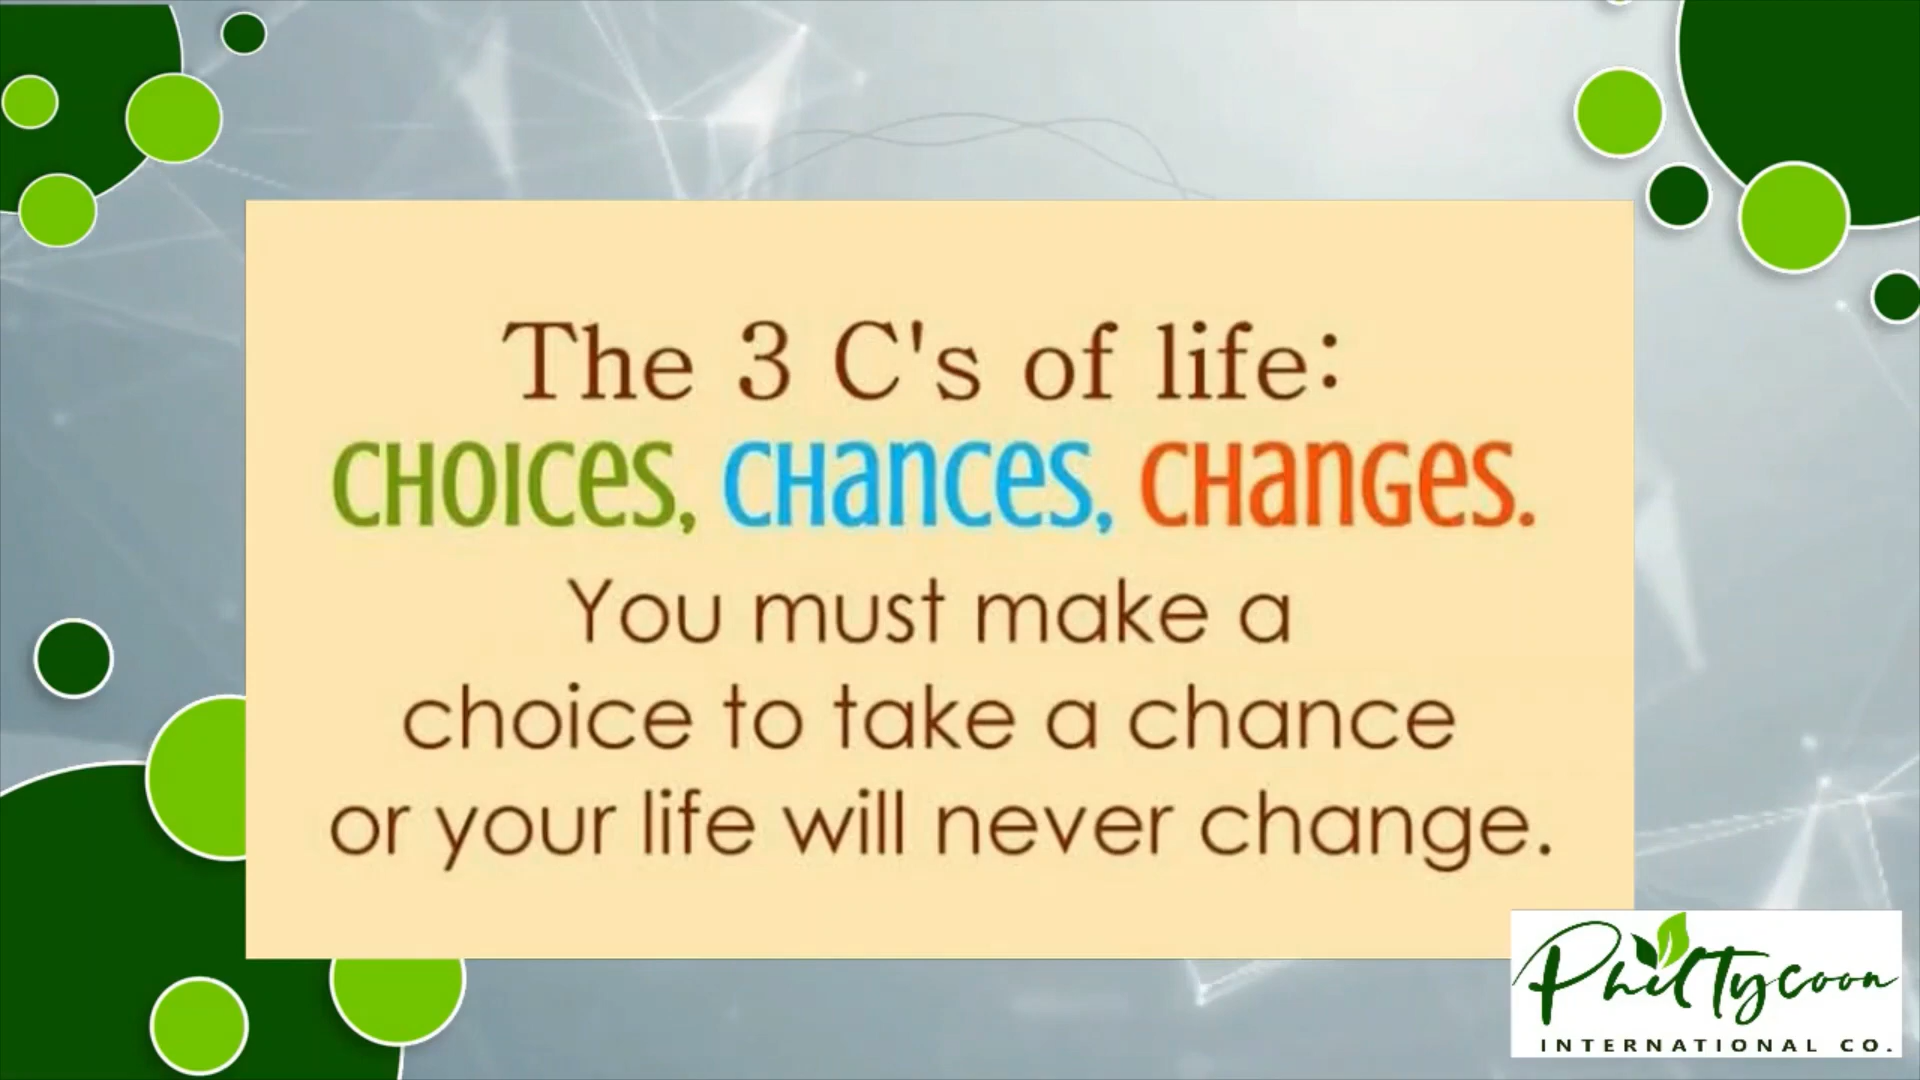 The 3 C's of life:
CHOICES, CHANCES, CHANGES.
You must make a
choice to take a chance
or your life will never change.
PhilTycoon
INTERNATIONAL CO.